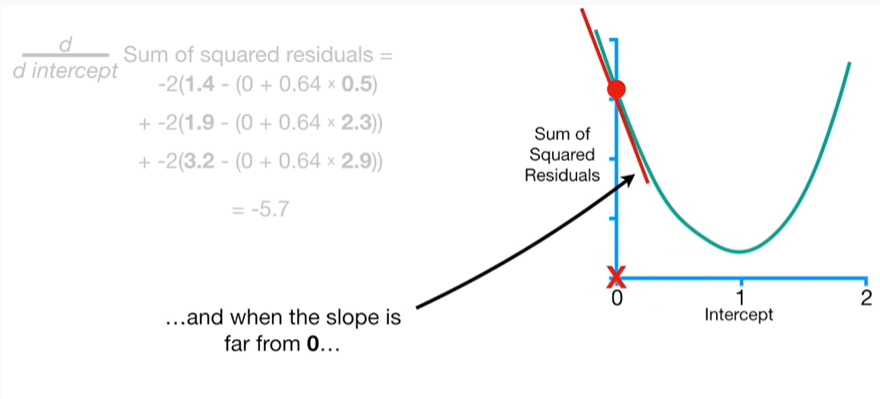 d
d intercept
Sum of squared residuals =
-2(1.4 - (0 + 0.64 × 0.5)
+ -2(1.9 - (0 + 0.64 × 2.3))
+ -2(3.2 - (0 + 0.64 × 2.9))
= -5.7
...and when the slope is
far from 0...
Sum of
Squared
Residuals
X
0
1
2
Intercept